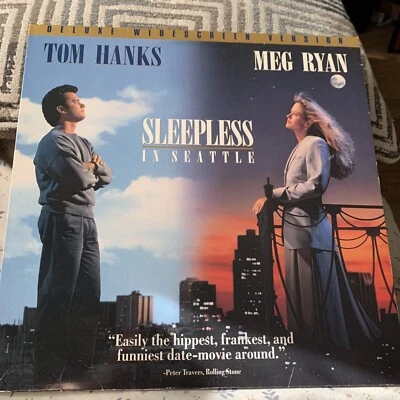 DELUXE WIDESCREEN VERSION
TOM HANKS MEG RYAN
SLEEPLESS
IN SEATTLE
"Easily the hippest, frankest, and
funniest date-movie around."
-Peter Travers, Rolling Stone